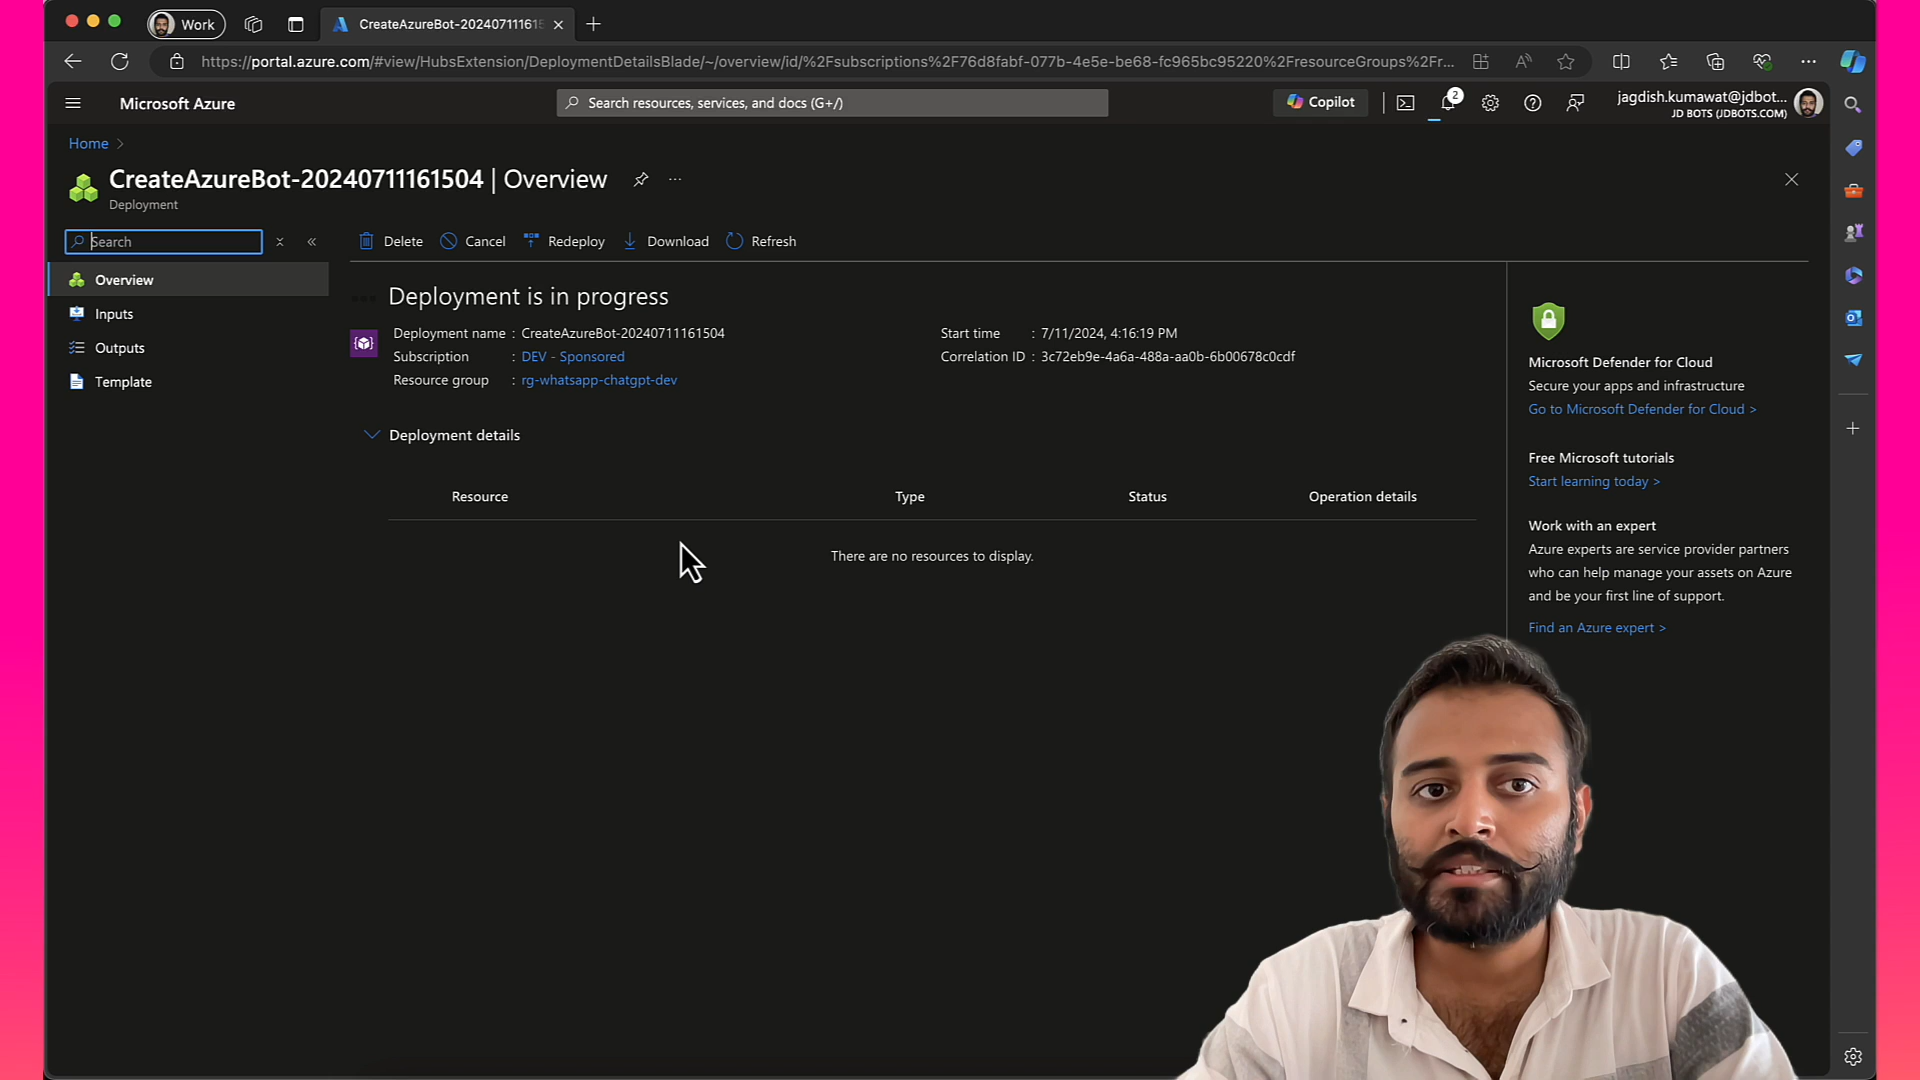 Work
CreateAzureBot-202407111615
https://portal.azure.com/#view/HubsExtension/DeploymentDetailsBlade/~/overview/id/%2Fsubscriptions%2F76d8fabf-077b-4e5e-be68-fc965bc95220%2FresourceGroups%2Fr...
Microsoft Azure
Search resources, services, and docs (G+/)
Copilot
2
jagdish.kumawat@jdbot...
JD BOTS (JDBOTS.COM)
Home
CreateAzureBot-20240711161504 | Overview
Deployment
Search
Overview
Inputs
Outputs
Template
Delete
Cancel
Redeploy
Download
Refresh
Deployment is in progress
Deployment name : CreateAzureBot-20240711161504
Subscription : DEV - Sponsored
Resource group : rg-whatsapp-chatgpt-dev
Start time : 7/11/2024, 4:16:19 PM
Correlation ID : 3c72eb9e-4a6a-488a-aa0b-6b00678c0cdf
Deployment details
Resource Type Status Operation details
There are no resources to display.
Microsoft Defender for Cloud
Secure your apps and infrastructure
Go to Microsoft Defender for Cloud >
Free Microsoft tutorials
Start learning today >
Work with an expert
Azure experts are service provider partners
who can help manage your assets on Azure
and be your first line of support.
Find an Azure expert >